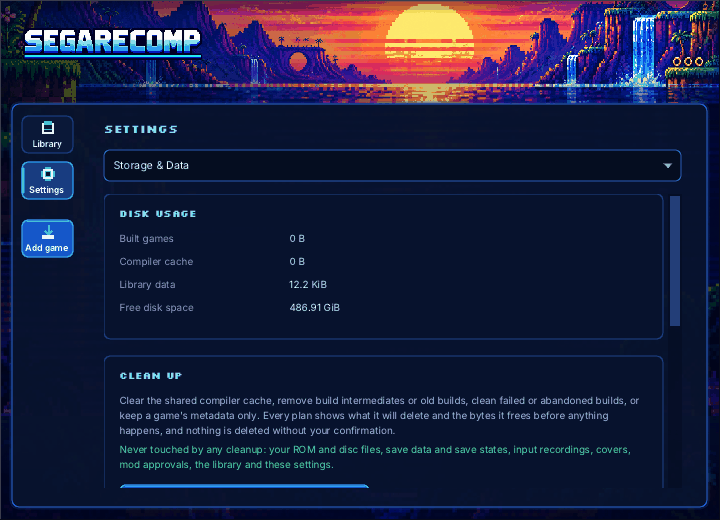 SEGARECOMP
Library
Settings
Add game
SETTINGS
Storage & Data
DISK USAGE
Built games 0 B
Compiler cache 0 B
Library data 12.2 KiB
Free disk space 486.91 GiB
CLEAN UP
Clear the shared compiler cache, remove build intermediates or old builds, clean failed or abandoned builds, or
keep a game's metadata only. Every plan shows what it will delete and the bytes it frees before anything
happens, and nothing is deleted without your confirmation.
Never touched by any cleanup: your ROM and disc files, save data and save states, input recordings, covers,
mod approvals, the library and these settings.